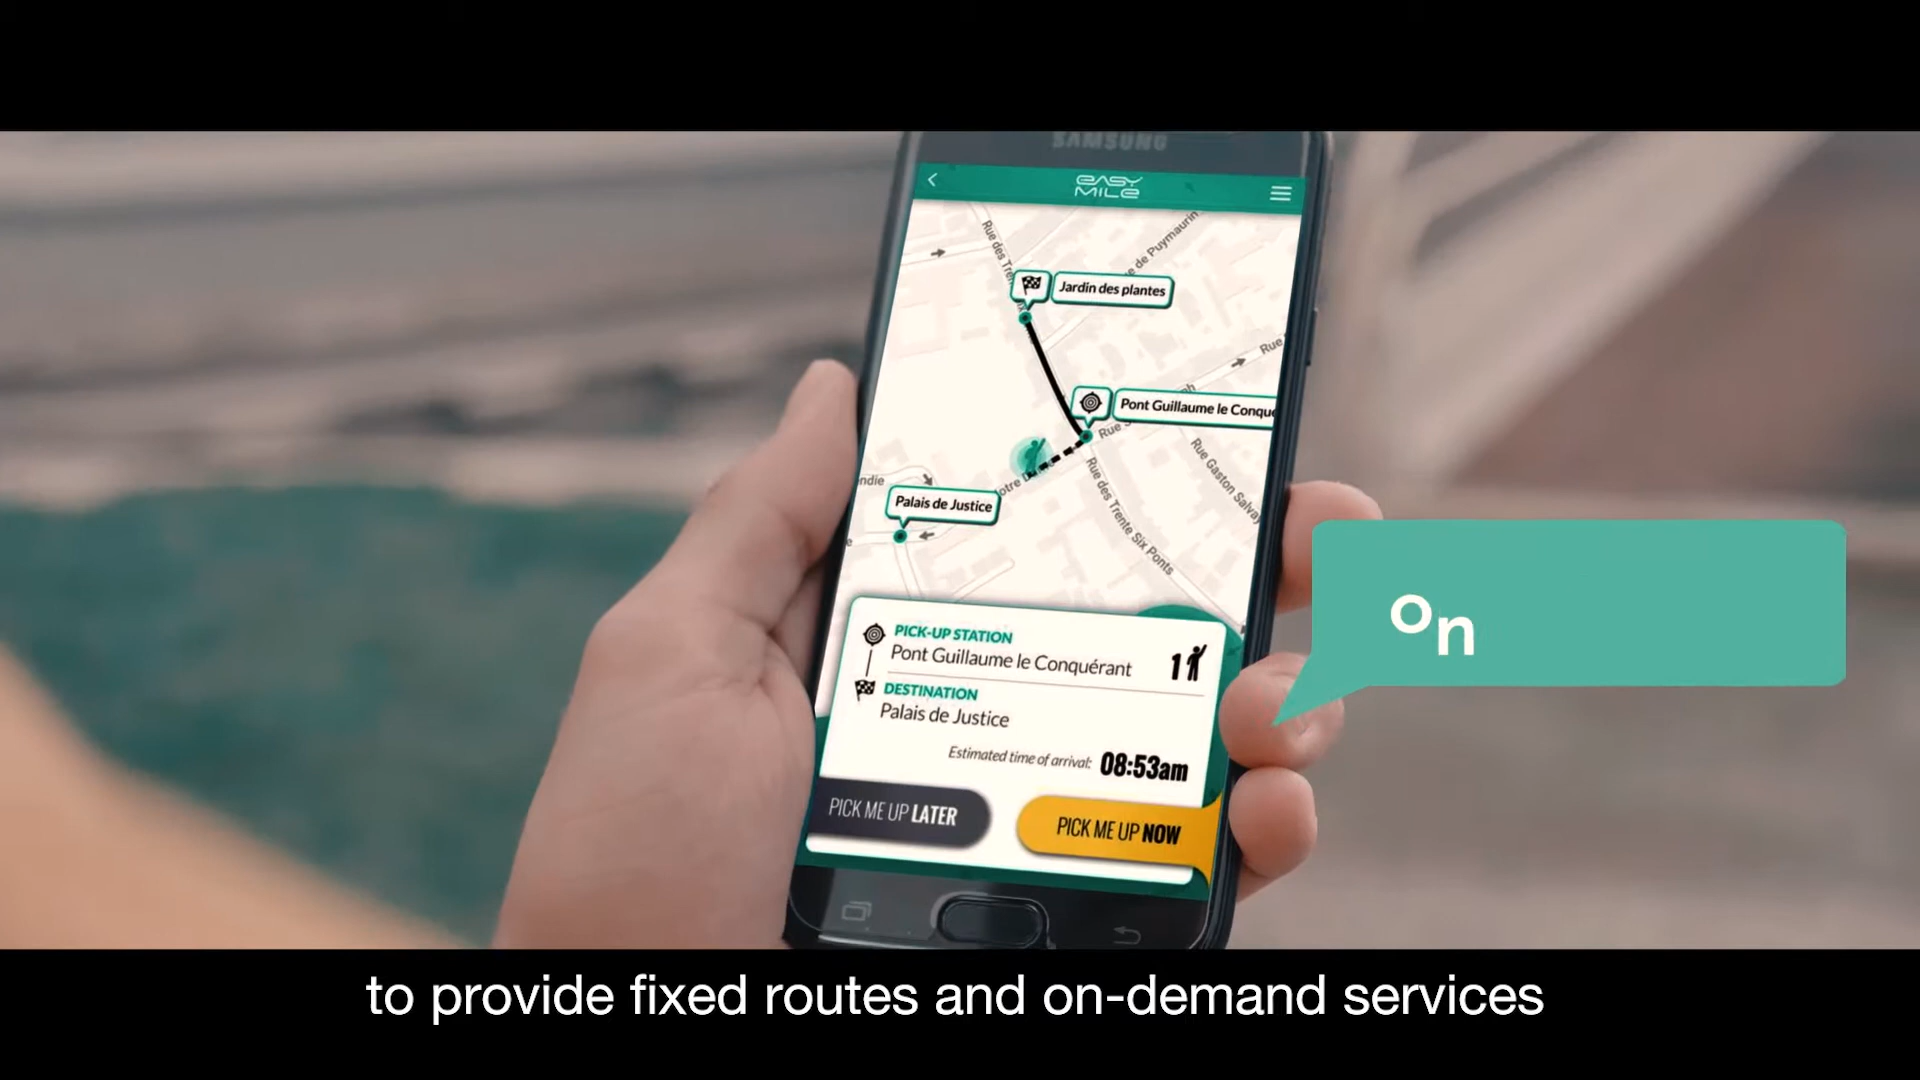 SAMSUNG
EASY
MILE
Rue des Tre
e de Puymaurin
Jardin des plantes
Rue
Pont Guillaume le Conque
Rue S
Rue Gaston Salvay
ndie
otre
Palais de Justice
Rue des Trente Six Ponts
On
PICK-UP STATION
Pont Guillaume le Conquérant
1
DESTINATION
Palais de Justice
Estimated time of arrival: 08:53am
PICK ME UP LATER
PICK ME UP NOW
to provide fixed routes and on-demand services